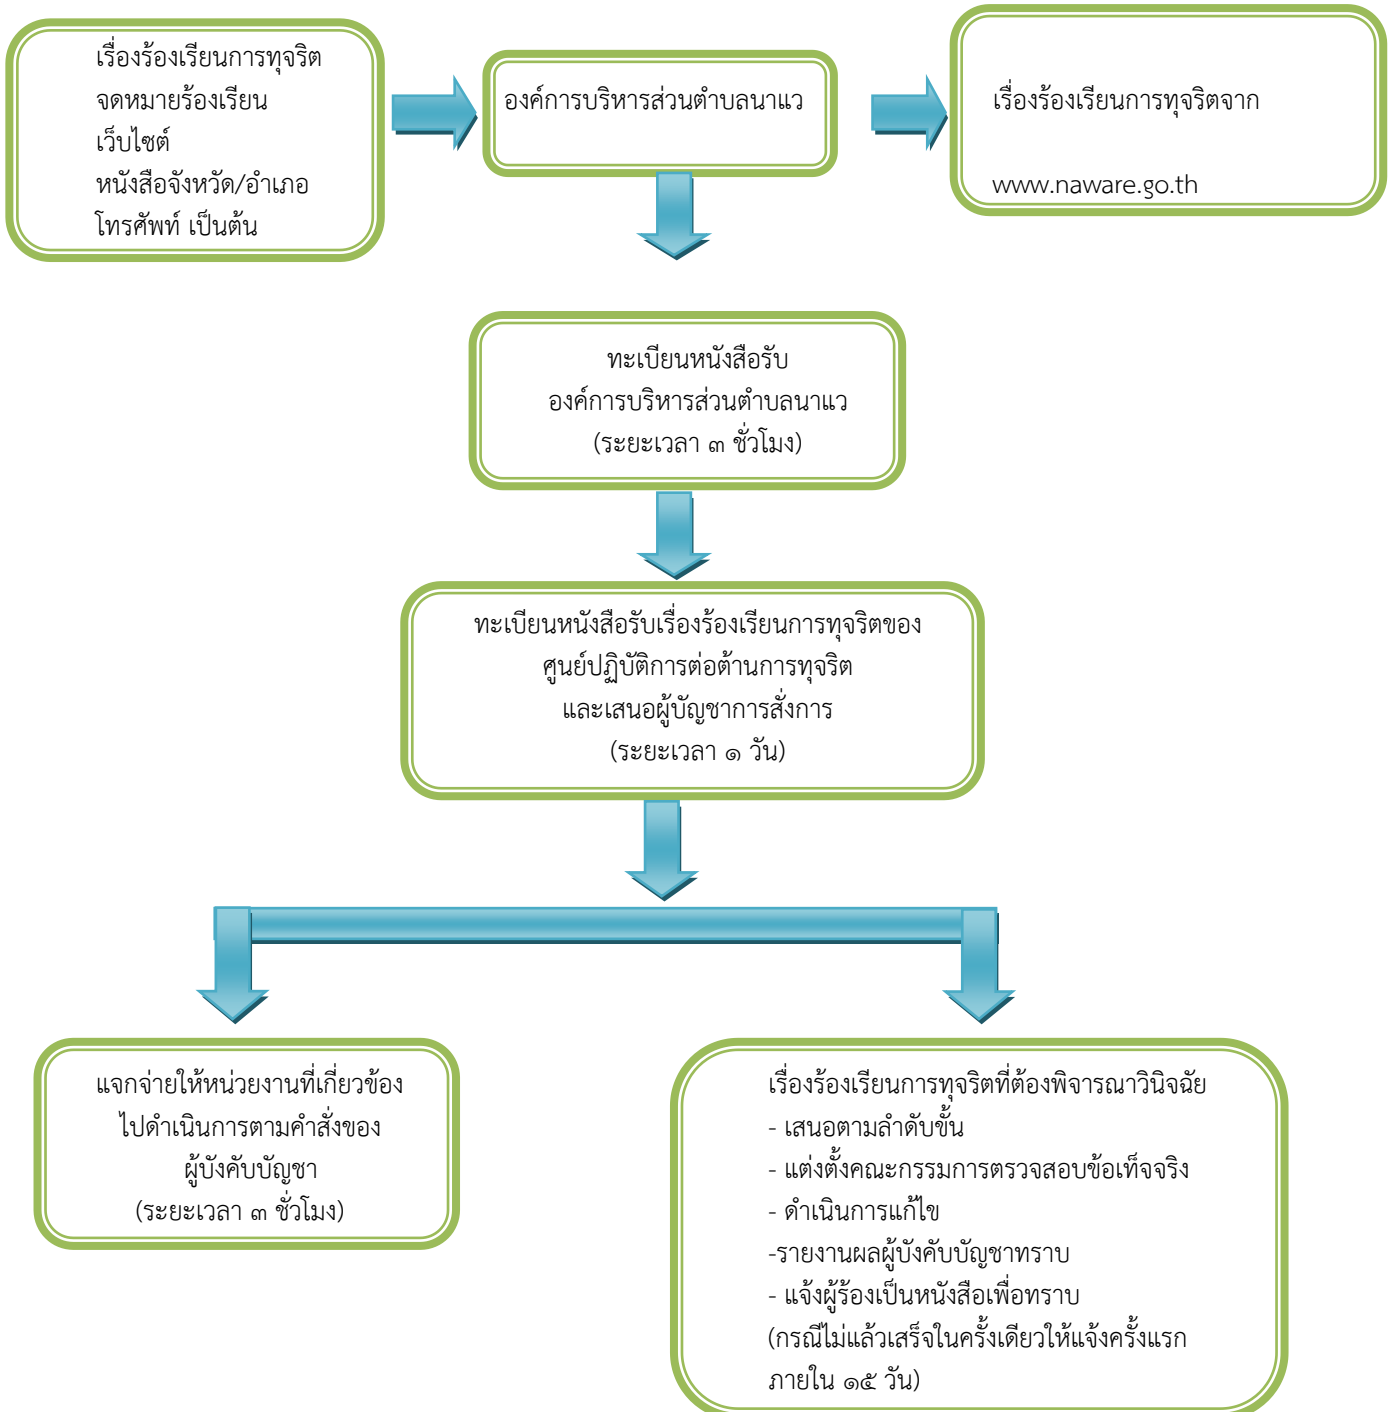 เรื่องร้องเรียนการทุจริต
จดหมายร้องเรียน
เว็บไซต์
หนังสือจังหวัด/อำเภอ
โทรศัพท์ เป็นต้น
องค์การบริหารส่วนตำบลนาแว
เรื่องร้องเรียนการทุจริตจาก
www.naware.go.th
ทะเบียนหนังสือรับ
องค์การบริหารส่วนตำบลนาแว
(ระยะเวลา ๓ ชั่วโมง)
ทะเบียนหนังสือรับเรื่องร้องเรียนการทุจริตของ
ศูนย์ปฏิบัติการต่อต้านการทุจริต
และเสนอผู้บัญชาการสั่งการ
(ระยะเวลา ๑ วัน)
แจกจ่ายให้หน่วยงานที่เกี่ยวข้อง
ไปดำเนินการตามคำสั่งของ
ผู้บังคับบัญชา
(ระยะเวลา ๓ ชั่วโมง)
เรื่องร้องเรียนการทุจริตที่ต้องพิจารณาวินิจฉัย
- เสนอตามลำดับขั้น
- แต่งตั้งคณะกรรมการตรวจสอบข้อเท็จจริง
- ดำเนินการแก้ไข
-รายงานผลผู้บังคับบัญชาทราบ
- แจ้งผู้ร้องเป็นหนังสือเพื่อทราบ
(กรณีไม่แล้วเสร็จในครั้งเดียวให้แจ้งครั้งแรก
ภายใน ๑๕ วัน)